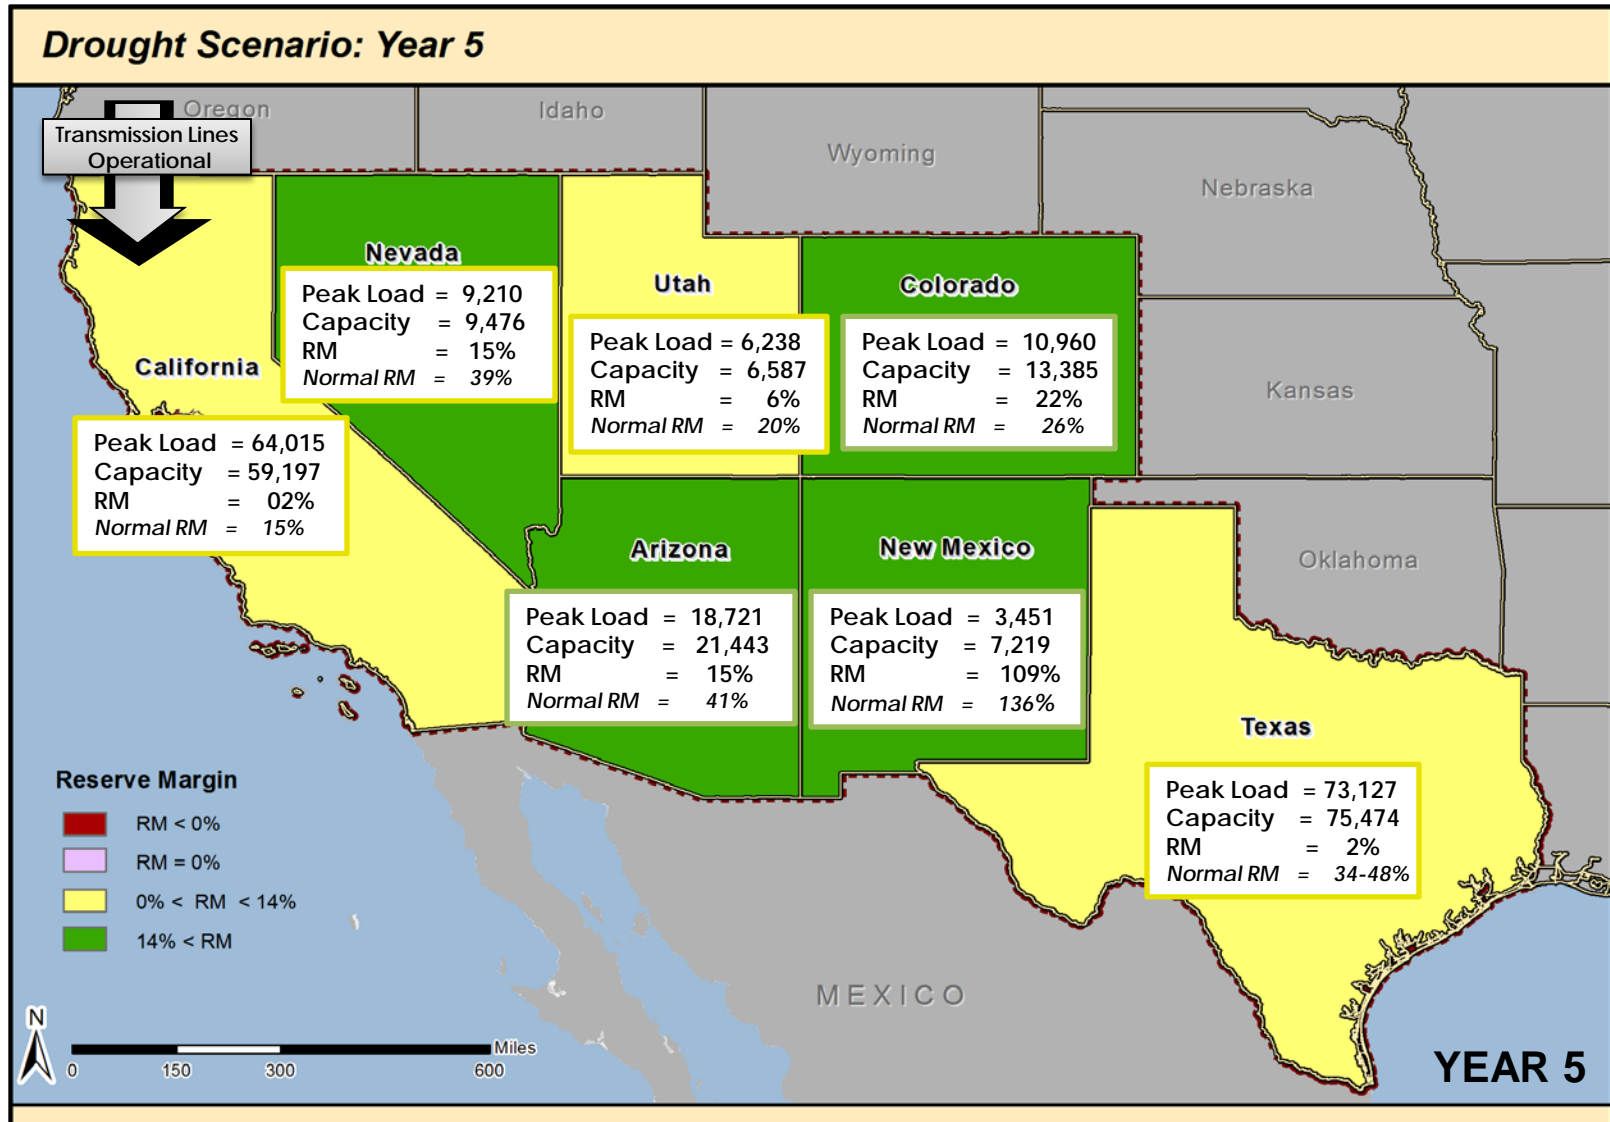 Drought Scenario: Year 5
Oregon
Idaho
Wyoming
Nebraska
Kansas
Oklahoma
MEXICO
Transmission Lines
Operational
Nevada
Peak Load = 9,210
Capacity = 9,476
RM = 15%
Normal RM = 39%
Utah
Peak Load = 6,238
Capacity = 6,587
RM = 6%
Normal RM = 20%
Colorado
Peak Load = 10,960
Capacity = 13,385
RM = 22%
Normal RM = 26%
California
Peak Load = 64,015
Capacity = 59,197
RM = 02%
Normal RM = 15%
Arizona
Peak Load = 18,721
Capacity = 21,443
RM = 15%
Normal RM = 41%
New Mexico
Peak Load = 3,451
Capacity = 7,219
RM = 109%
Normal RM = 136%
Texas
Peak Load = 73,127
Capacity = 75,474
RM = 2%
Normal RM = 34-48%
Reserve Margin
RM < 0%
RM = 0%
0% < RM < 14%
14% < RM
N
Miles
0 150 300 600
YEAR 5